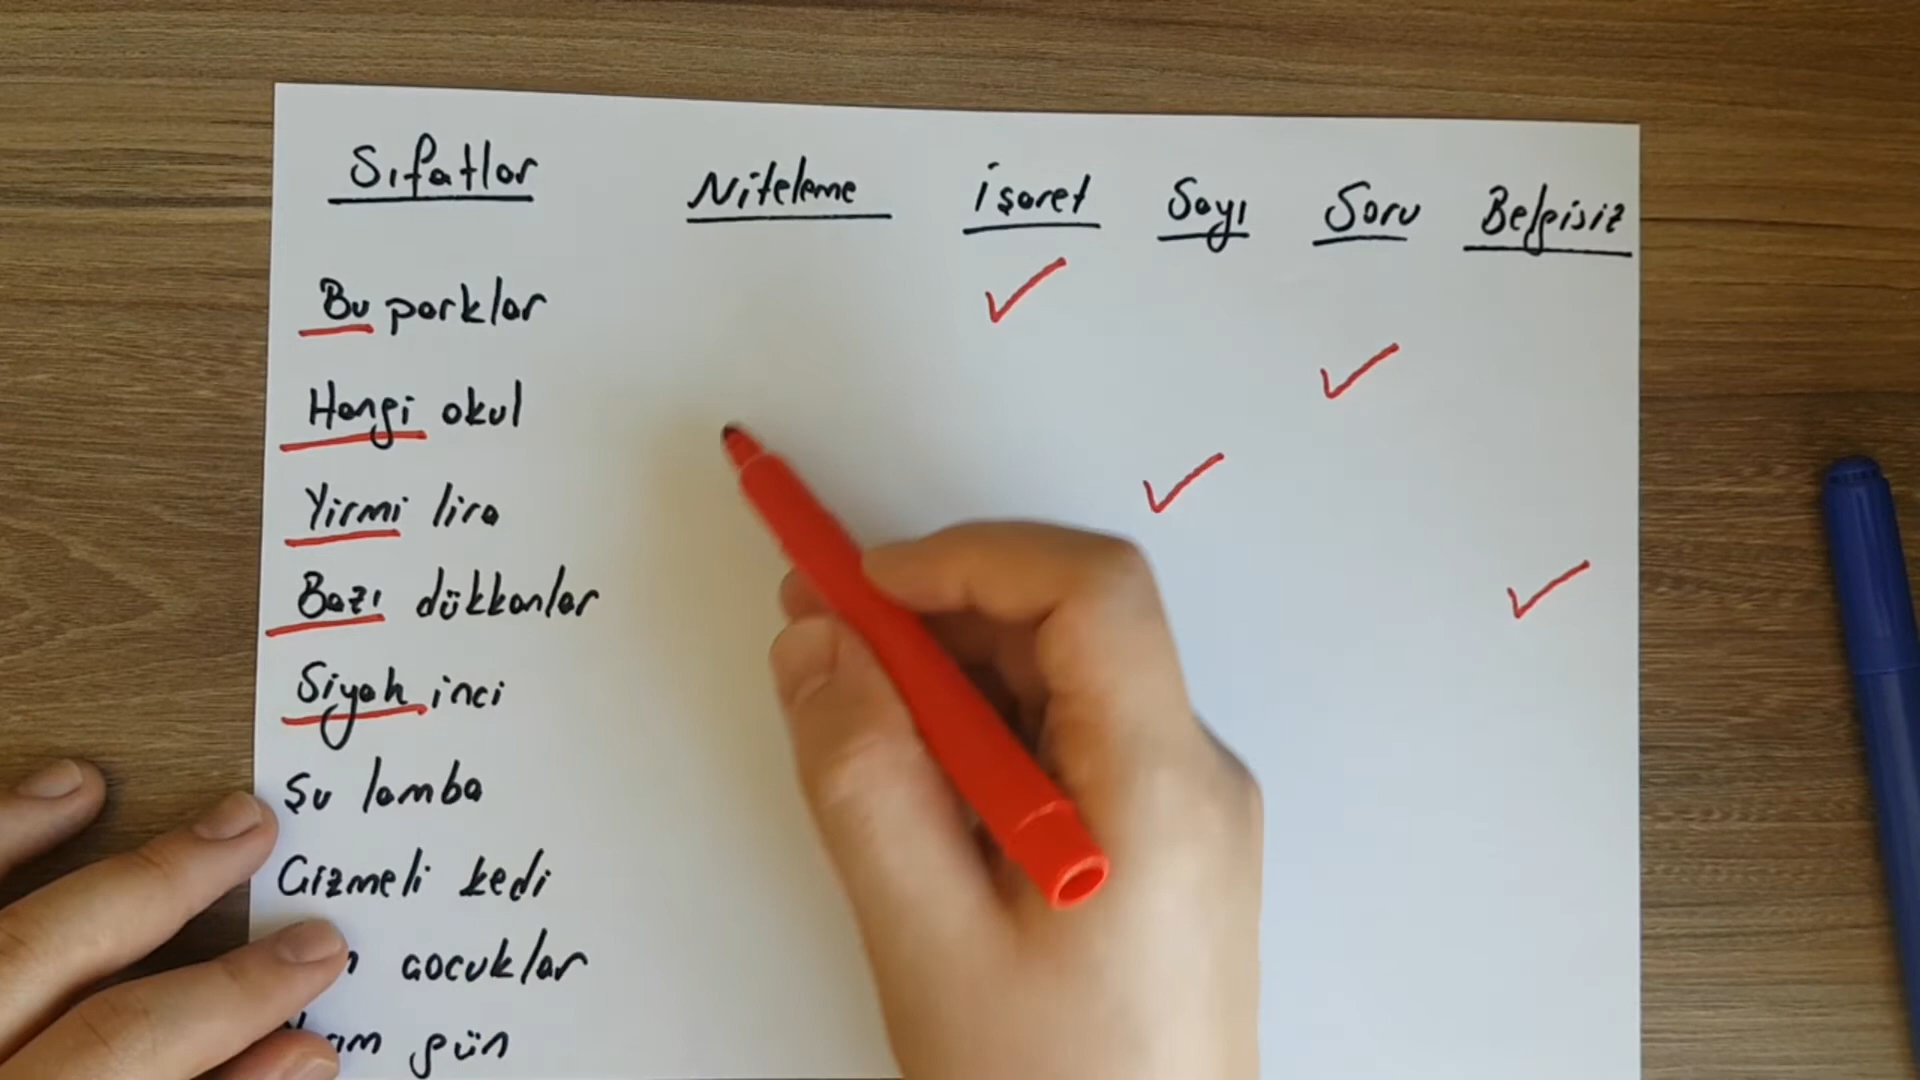 Sıfatlar Niteleme işaret Sayı Soru Belgisiz
Bu parklar
Hangi okul
Yirmi lira
Bazı dükkanlar
Siyah inci
Şu lamba
Çizmeli kedi
çocuklar
gün